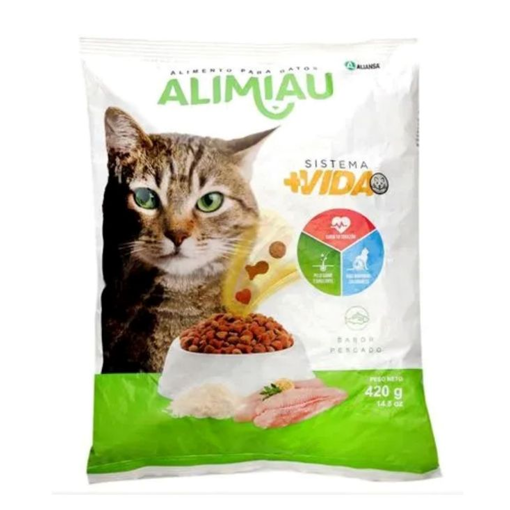 ALIANSA
ALIMENTO PARA GATOS
ALIMIAU
SISTEMA
+VIDA
SABOR
PESCADO
PESO NETO
420 g
14.8 oz